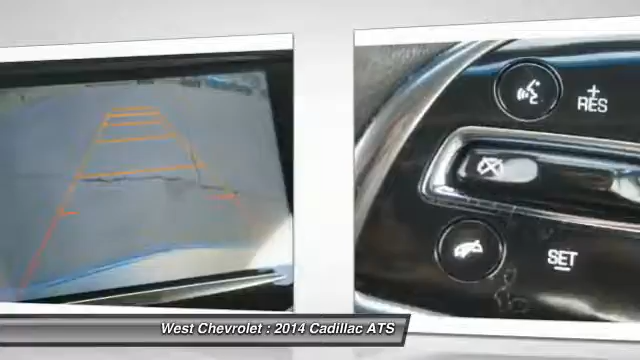 +
RES
SET
−
West Chevrolet : 2014 Cadillac ATS